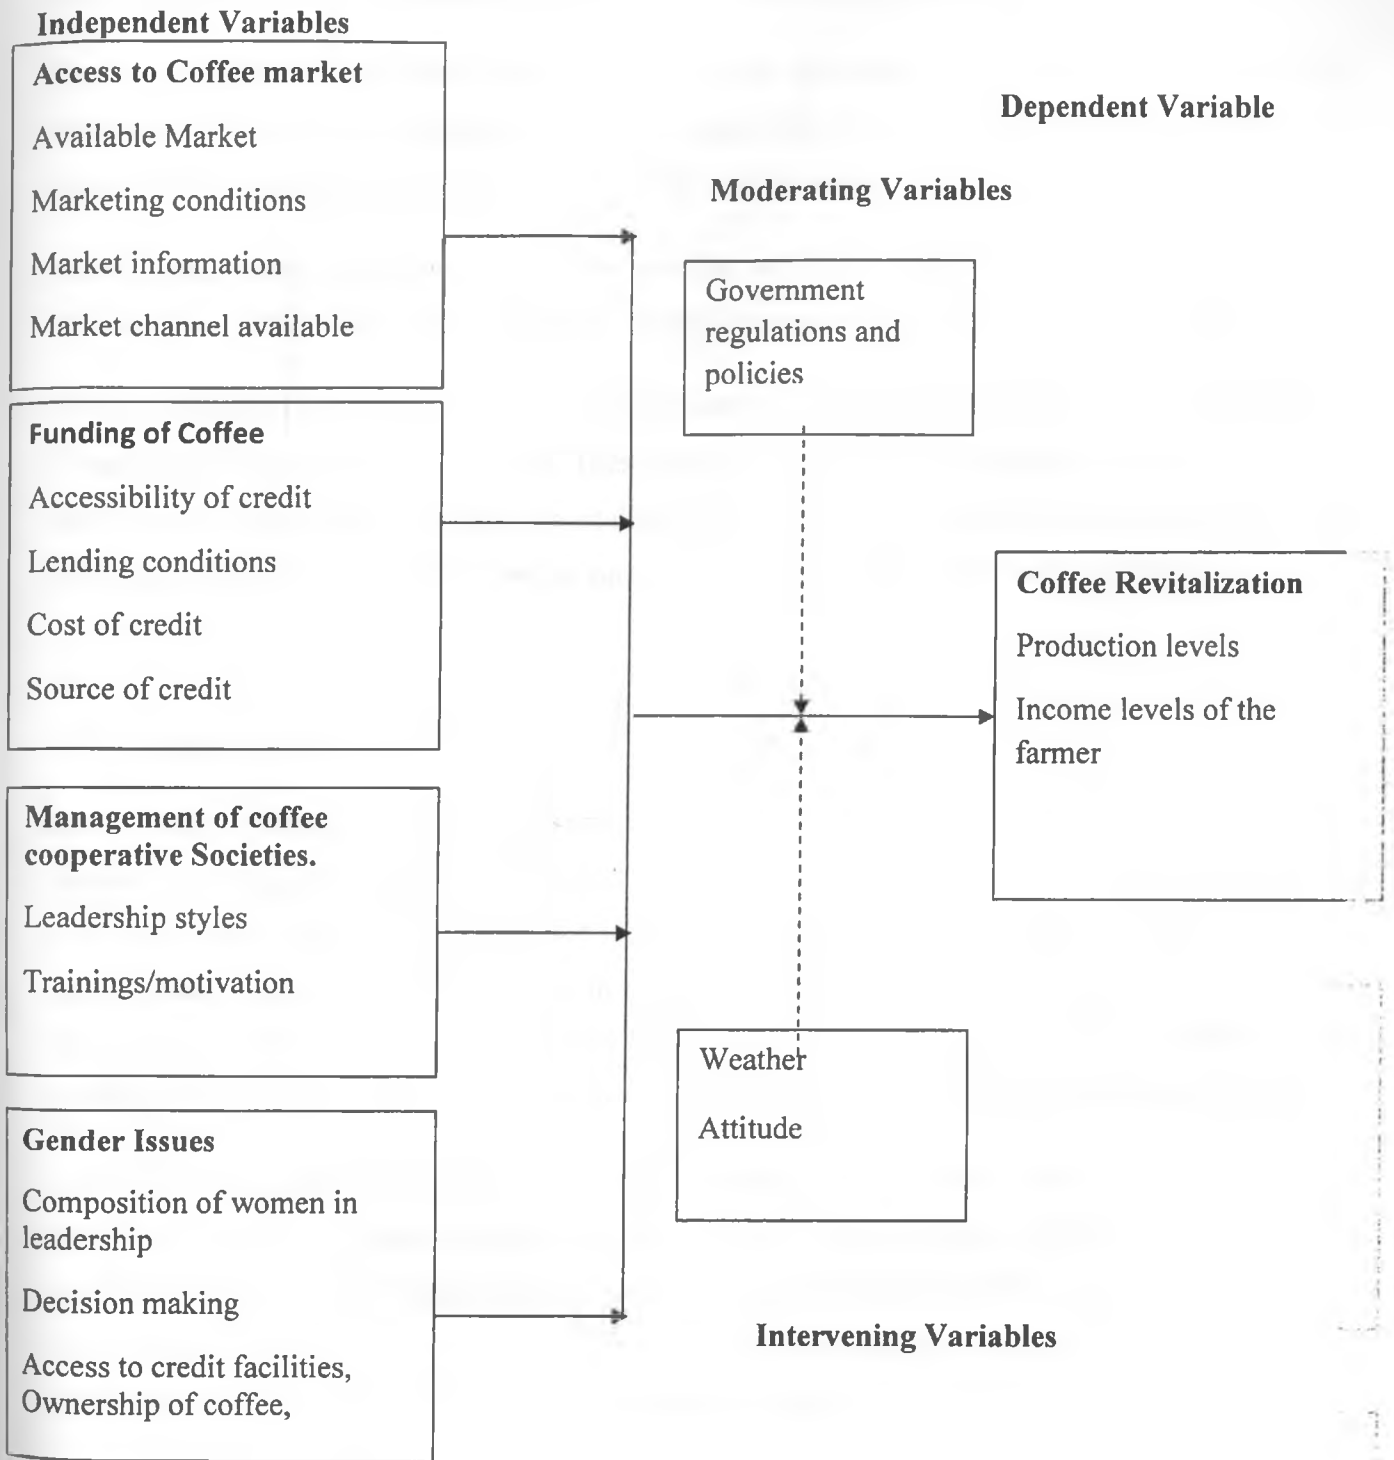 Independent Variables
Access to Coffee market
Available Market
Marketing conditions
Market information
Market channel available
Funding of Coffee
Accessibility of credit
Lending conditions
Cost of credit
Source of credit
Management of coffee
cooperative Societies.
Leadership styles
Trainings/motivation
Gender Issues
Composition of women in
leadership
Decision making
Access to credit facilities,
Ownership of coffee,
Moderating Variables
Government
regulations and
policies
Weather
Attitude
Intervening Variables
Dependent Variable
Coffee Revitalization
Production levels
Income levels of the
farmer